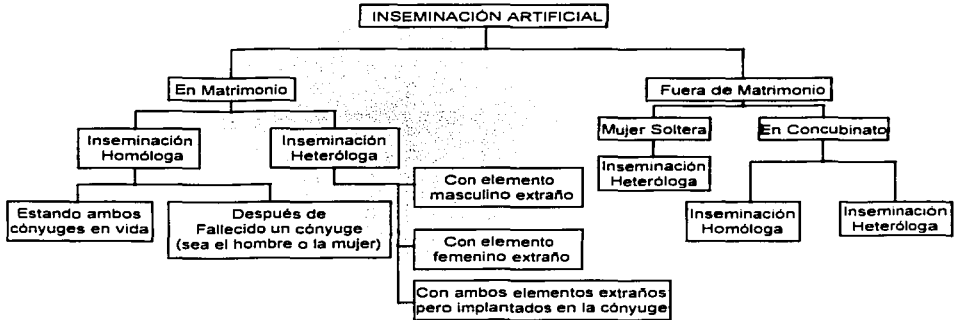 INSEMINACIÓN ARTIFICIAL
En Matrimonio
Fuera de Matrimonio
Inseminación
Homóloga
Inseminación
Heteróloga
Mujer Soltera
En Concubinato
Inseminación
Heteróloga
Con elemento
masculino extraño
Estando ambos
cónyuges en vida
Después de
Fallecido un cónyuge
(sea el hombre o la mujer)
Inseminación
Homóloga
Inseminación
Heteróloga
Con elemento
femenino extraño
Con ambos elementos extraños
pero implantados en la cónyuge